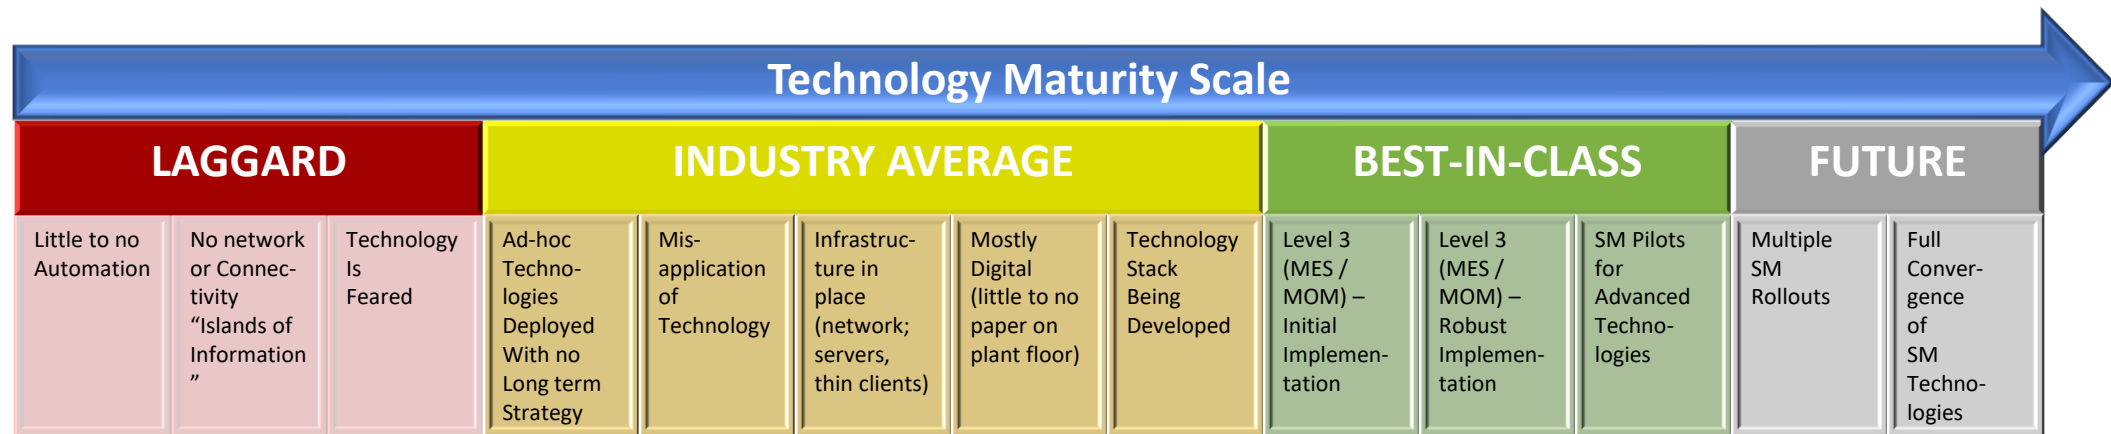 Technology Maturity Scale
LAGGARD
INDUSTRY AVERAGE
BEST-IN-CLASS
FUTURE
Little to no
Automation
No network
or Connec-
tivity
“Islands of
Information
”
Technology
Is
Feared
Ad-hoc
Techno-
logies
Deployed
With no
Long term
Strategy
Mis-
application
of
Technology
Infrastruc-
ture in
place
(network;
servers,
thin clients)
Mostly
Digital
(little to no
paper on
plant floor)
Technology
Stack
Being
Developed
Level 3
(MES /
MOM) –
Initial
Implemen-
tation
Level 3
(MES /
MOM) –
Robust
Implemen-
tation
SM Pilots
for
Advanced
Techno-
logies
Multiple
SM
Rollouts
Full
Conver-
gence
of
SM
Techno-
logies